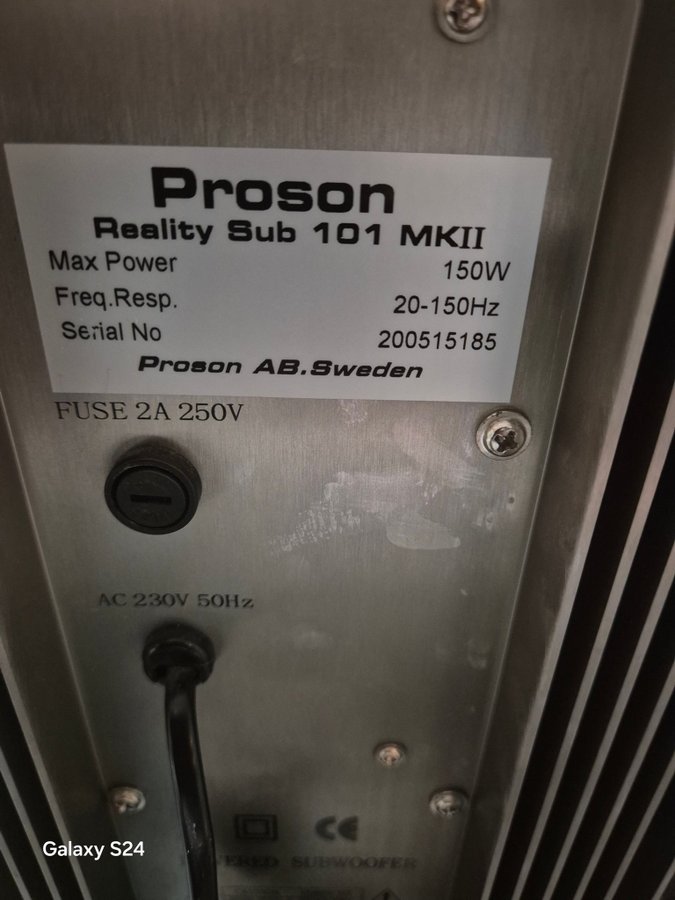 Proson
Reality Sub 101 MKII
Max Power 150W
Freq.Resp. 20-150Hz
Serial No 200515185
Proson AB.Sweden
FUSE 2A 250V
AC 230V 50Hz
CE
POWERED SUBWOOFER
Galaxy S24